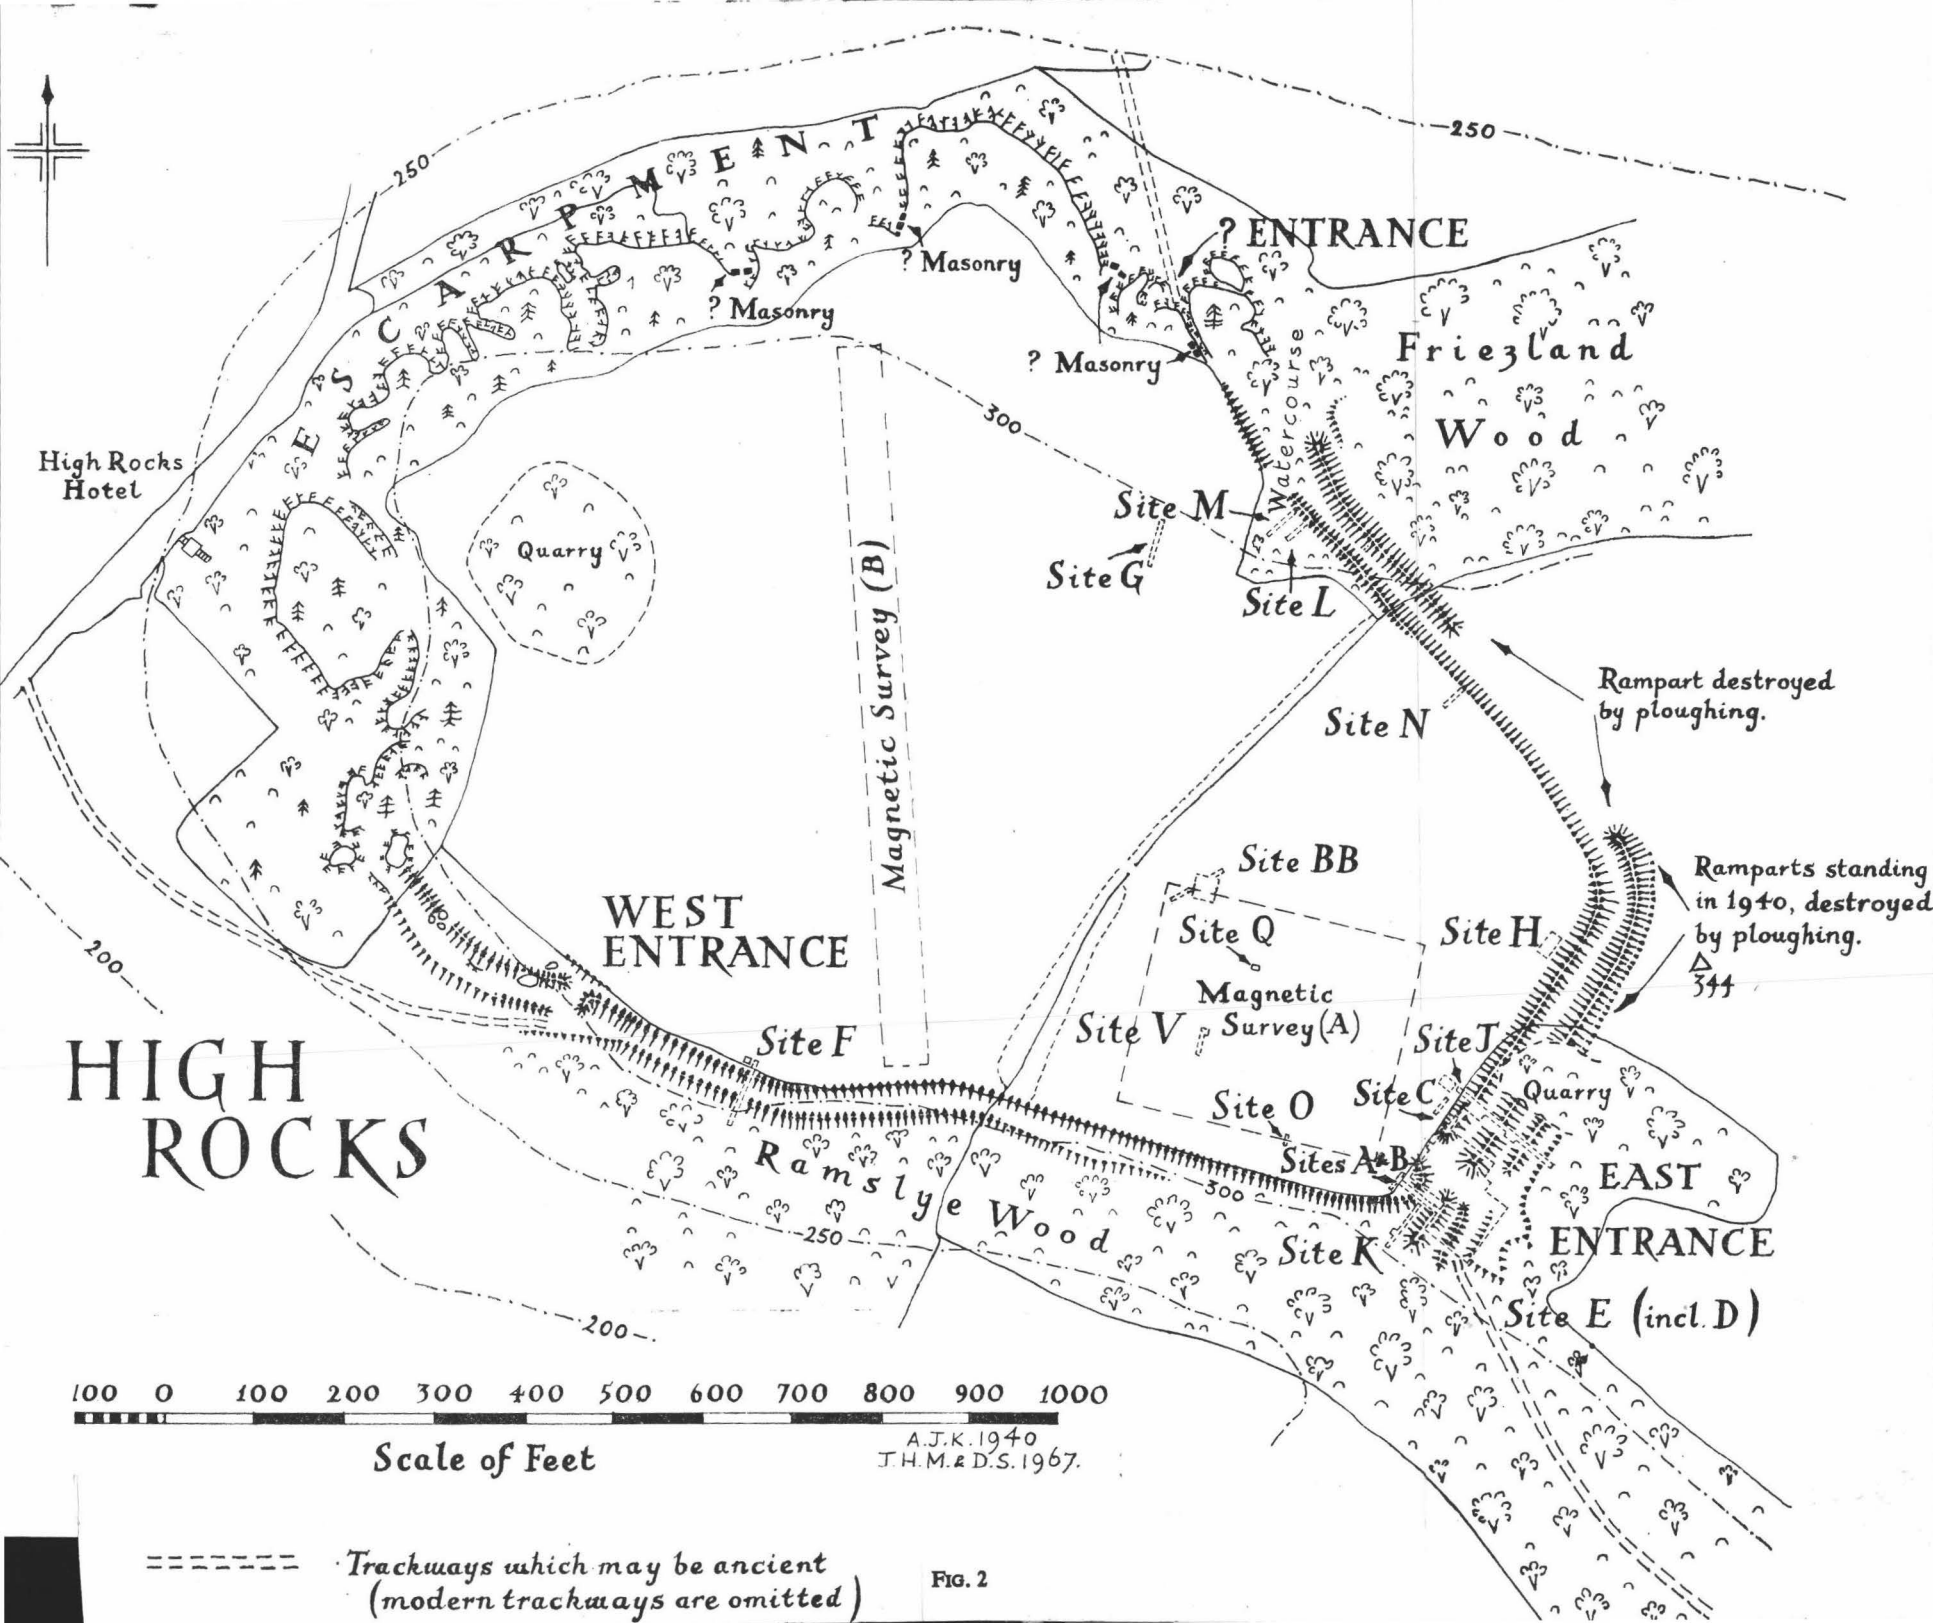 250
250
ESCARPMENT
? ENTRANCE
? Masonry
? Masonry
? Masonry
Watercourse
Friezland
Wood
300
High Rocks
Hotel
Quarry
Site M
Site G
Site L
Magnetic Survey (B)
Rampart destroyed
by ploughing.
Site N
Site BB
Ramparts standing
in 1940, destroyed
by ploughing.
344
WEST
ENTRANCE
Site Q
Site H
200
Magnetic
Survey (A)
Site V
Site F
Site J
HIGH
ROCKS
Site C
Quarry
Site O
Sites A & B
EAST
ENTRANCE
Ramslye Wood
300
250
Site K
Site E (incl. D)
200
100 0 100 200 300 400 500 600 700 800 900 1000
Scale of Feet
A.J.K. 1940
J.H.M. & D.S. 1967.
Trackways which may be ancient
(modern trackways are omitted)
FIG. 2